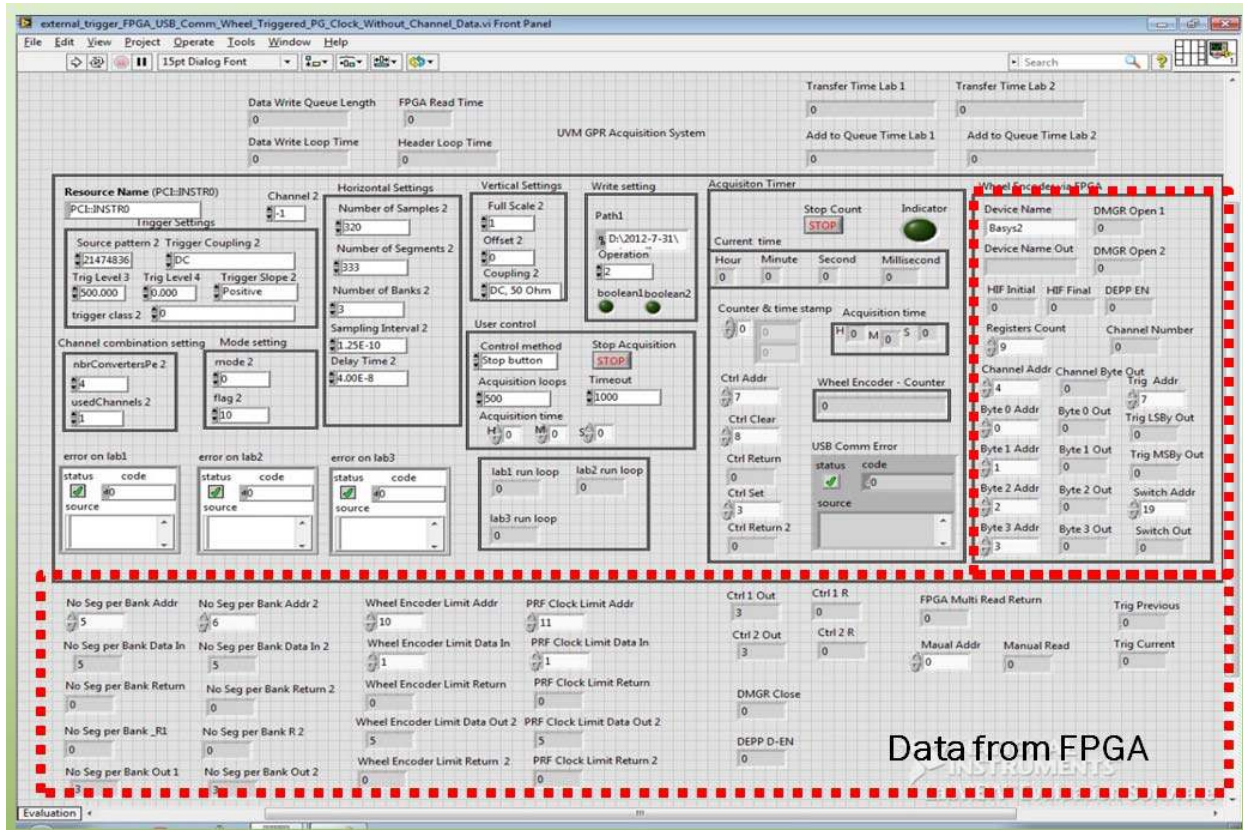 external_trigger_FPGA_USB_Comm_Wheel_Triggered_PG_Clock_Without_Channel_Data.vi Front Panel
File Edit View Project Operate Tools Window Help
15pt Dialog Font
Search
Transfer Time Lab 1 Transfer Time Lab 2
0 0
Data Write Queue Length FPGA Read Time
0 0
UVM GPR Acquisition System
Add to Queue Time Lab 1 Add to Queue Time Lab 2
0 0
Data Write Loop Time Header Loop Time
0 0
Resource Name (PCI::INSTR0)
PCI::INSTR0
Channel 2
-1
Trigger Settings
Source pattern 2 Trigger Coupling 2
21474836 DC
Trig Level 3 Trig Level 4 Trigger Slope 2
500.000 0.000 Positive
trigger class 2 0
Channel combination setting
nbrConvertersPe 2
4
usedChannels 2
1
Mode setting
mode 2
0
flag 2
10
Horizontal Settings
Number of Samples 2
320
Number of Segments 2
333
Number of Banks 2
3
Sampling Interval 2
1.25E-10
Delay Time 2
4.00E-8
Vertical Settings
Full Scale 2
1
Offset 2
0
Coupling 2
DC, 50 Ohm
Write setting
Path1
D:\2012-7-31\
Operation
2
boolean1 boolean2
User control
Control method Stop Acquisition
Stop button STOP
Acquisition loops Timeout
500 1000
Acquisition time
H 0 M 0 S 0
Acquisiton Timer
Stop Count Indicator
STOP
Current time
Hour Minute Second Millisecond
0 0 0 0
Counter & time stamp Acquisition time
0 0 H 0 M 0 S 0
0
Ctrl Addr
7
Ctrl Clear
8
Ctrl Return
0
Ctrl Set
3
Ctrl Return 2
0
Wheel Encoder - Counter
0
USB Comm Error
status code
0
source
Wheel Encoder via FPGA
Device Name DMGR Open 1
Basys2 0
Device Name Out DMGR Open 2
0
HIF Initial HIF Final DEPP EN
0 0 0
Registers Count Channel Number
9 0
Channel Addr Channel Byte Out Trig Addr
4 0 7
Byte 0 Addr Byte 0 Out Trig LSBy Out
0 0 0
Byte 1 Addr Byte 1 Out Trig MSBy Out
1 0 0
Byte 2 Addr Byte 2 Out Switch Addr
2 0 19
Byte 3 Addr Byte 3 Out Switch Out
3 0 0
error on lab1 error on lab2 error on lab3
status code status code status code
0 0 0
source source source
lab1 run loop lab2 run loop
0 0
lab3 run loop
0
No Seg per Bank Addr No Seg per Bank Addr 2 Wheel Encoder Limit Addr PRF Clock Limit Addr
5 6 10 11
No Seg per Bank Data In No Seg per Bank Data In 2 Wheel Encoder Limit Data In PRF Clock Limit Data In
5 5 1 1
No Seg per Bank Return No Seg per Bank Return 2 Wheel Encoder Limit Return PRF Clock Limit Return
0 0 0 0
No Seg per Bank _R1 No Seg per Bank R 2 Wheel Encoder Limit Data Out 2 PRF Clock Limit Data Out 2
0 0 5 5
No Seg per Bank Out 1 No Seg per Bank Out 2 Wheel Encoder Limit Return 2 PRF Clock Limit Return 2
3 3 0 0
Ctrl 1 Out Ctrl 1 R
3 0
Ctrl 2 Out Ctrl 2 R
3 0
DMGR Close
0
DEPP D-EN
0
FPGA Multi Read Return
0
Maual Addr Manual Read
0 0
Trig Previous
0
Trig Current
0
Data from FPGA
INSTRUMENTS
Evaluation